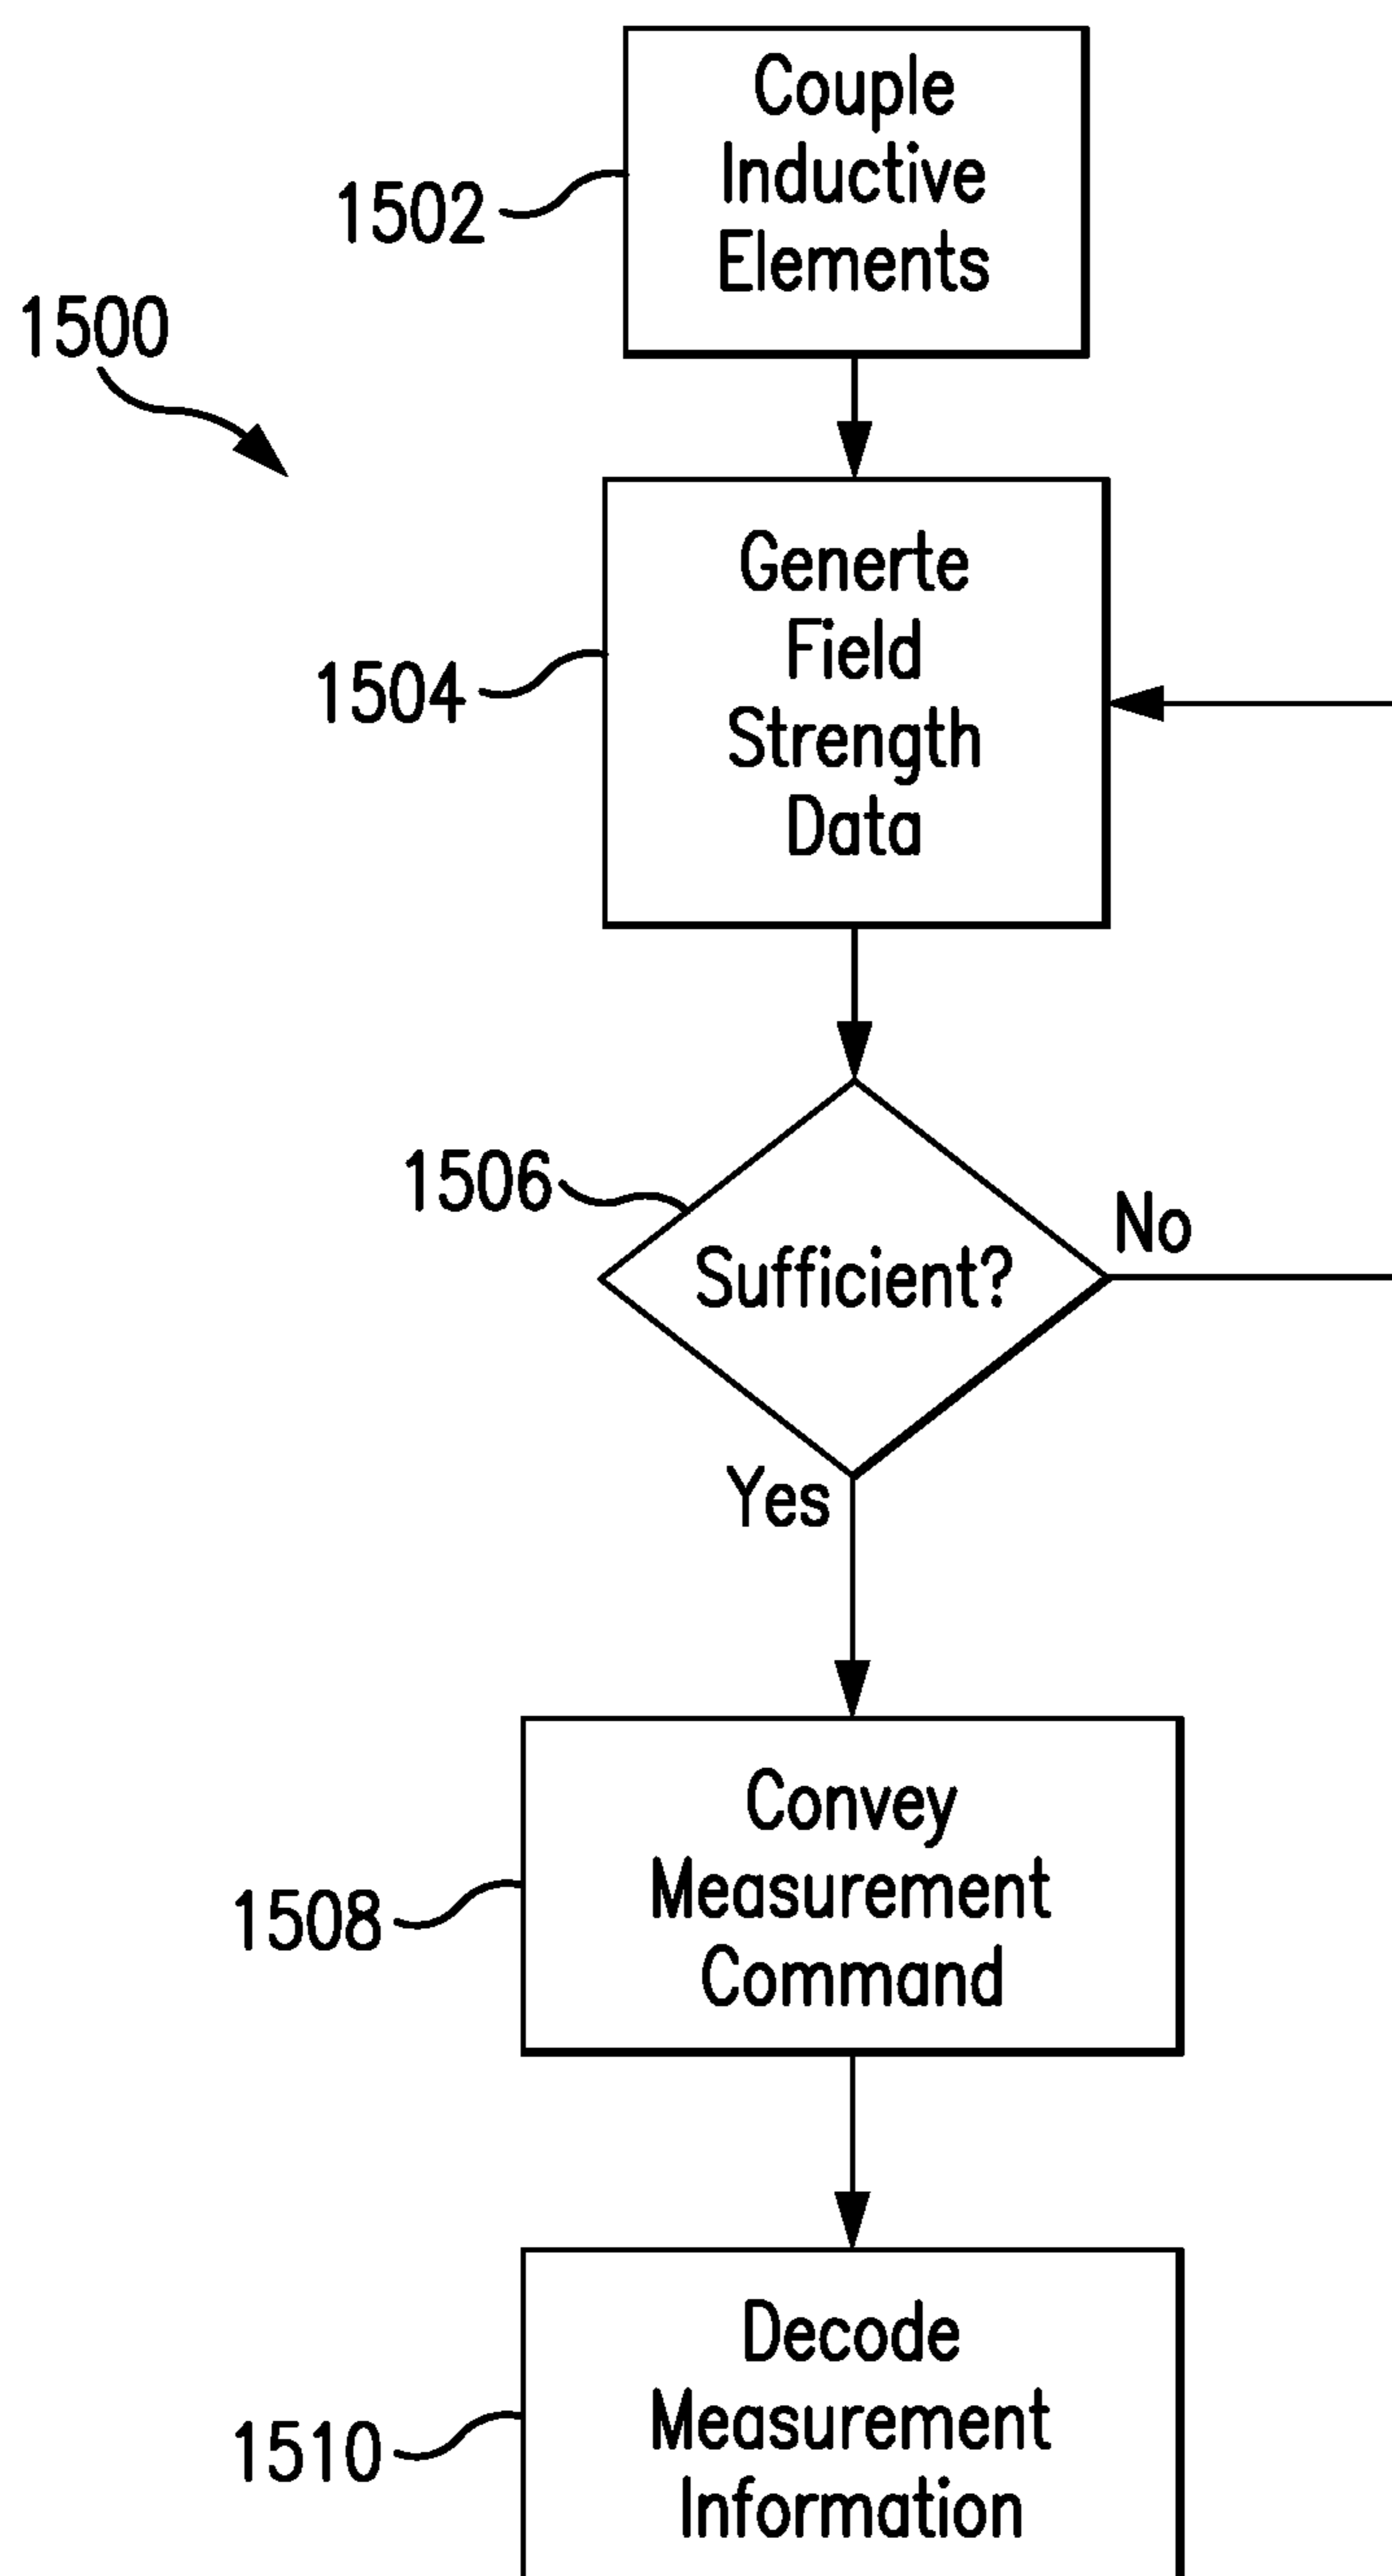 Couple
Inductive
Elements
1502
1500
Generte
Field
Strength
Data
1504
1506
Sufficient?
No
Yes
Convey
Measurement
Command
1508
Decode
Measurement
Information
1510